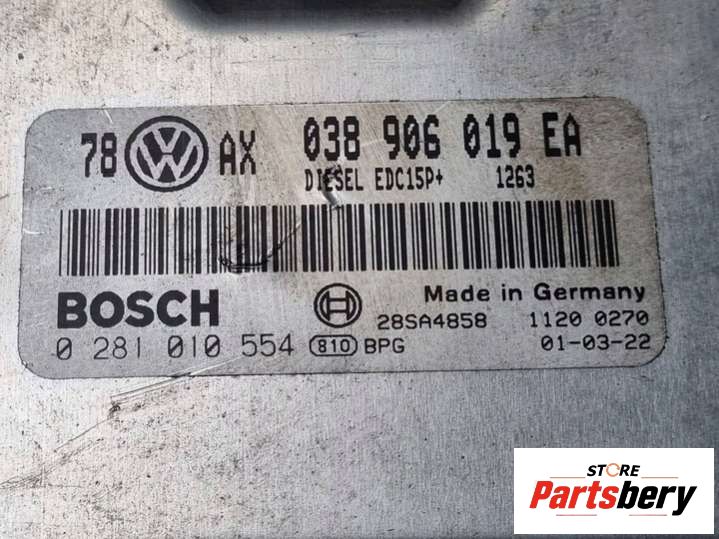 78 VW AX 038 906 019 EA
DIESEL EDC15P+ 1263
BOSCH
Made in Germany
28SA4858 1120 0270
0 281 010 554 810 BPG 01-03-22
STORE
Partsbery